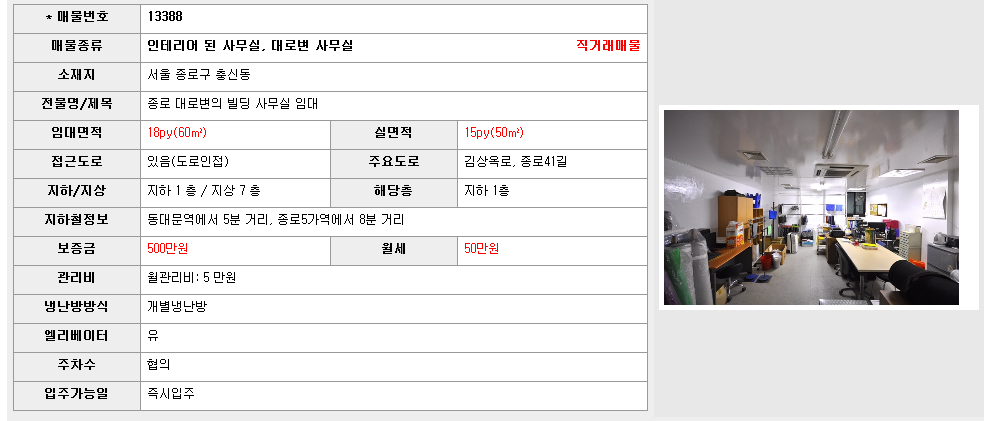 * 매물번호 13388
매물종류 인테리어 된 사무실, 대로변 사무실 직거래매물
소재지 서울 종로구 충신동
건물명/제목 종로 대로변의 빌딩 사무실 임대
임대면적 18py(60㎡) 실면적 15py(50㎡)
접근도로 있음(도로인접) 주요도로 김상옥로, 종로41길
지하/지상 지하 1 층 / 지상 7 층 해당층 지하 1층
지하철정보 동대문역에서 5분 거리, 종로5가역에서 8분 거리
보증금 500만원 월세 50만원
관리비 월관리비: 5 만원
냉난방방식 개별냉난방
엘리베이터 유
주차수 협의
입주가능일 즉시입주